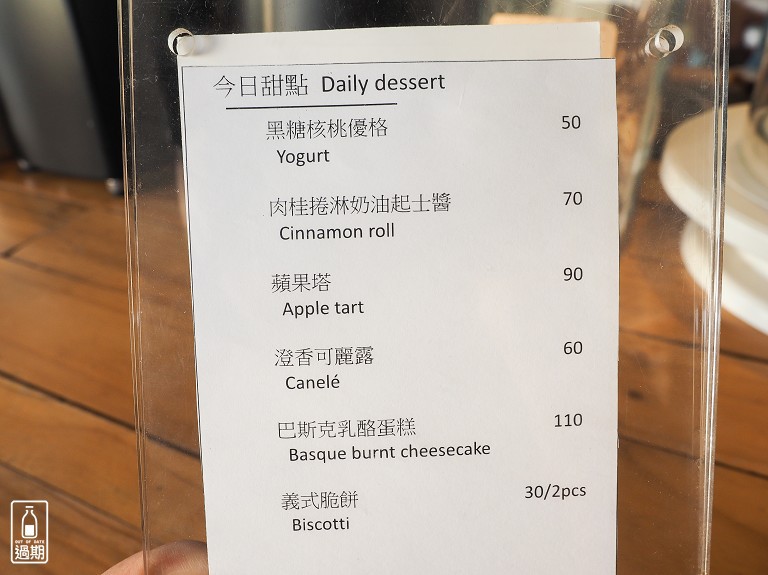 今日甜點 Daily dessert
黑糖核桃優格 50
Yogurt
肉桂捲淋奶油起士醬 70
Cinnamon roll
蘋果塔 90
Apple tart
澄香可麗露 60
Canelé
巴斯克乳酪蛋糕 110
Basque burnt cheesecake
義式脆餅 30/2pcs
Biscotti
OUT OF DATE
過期